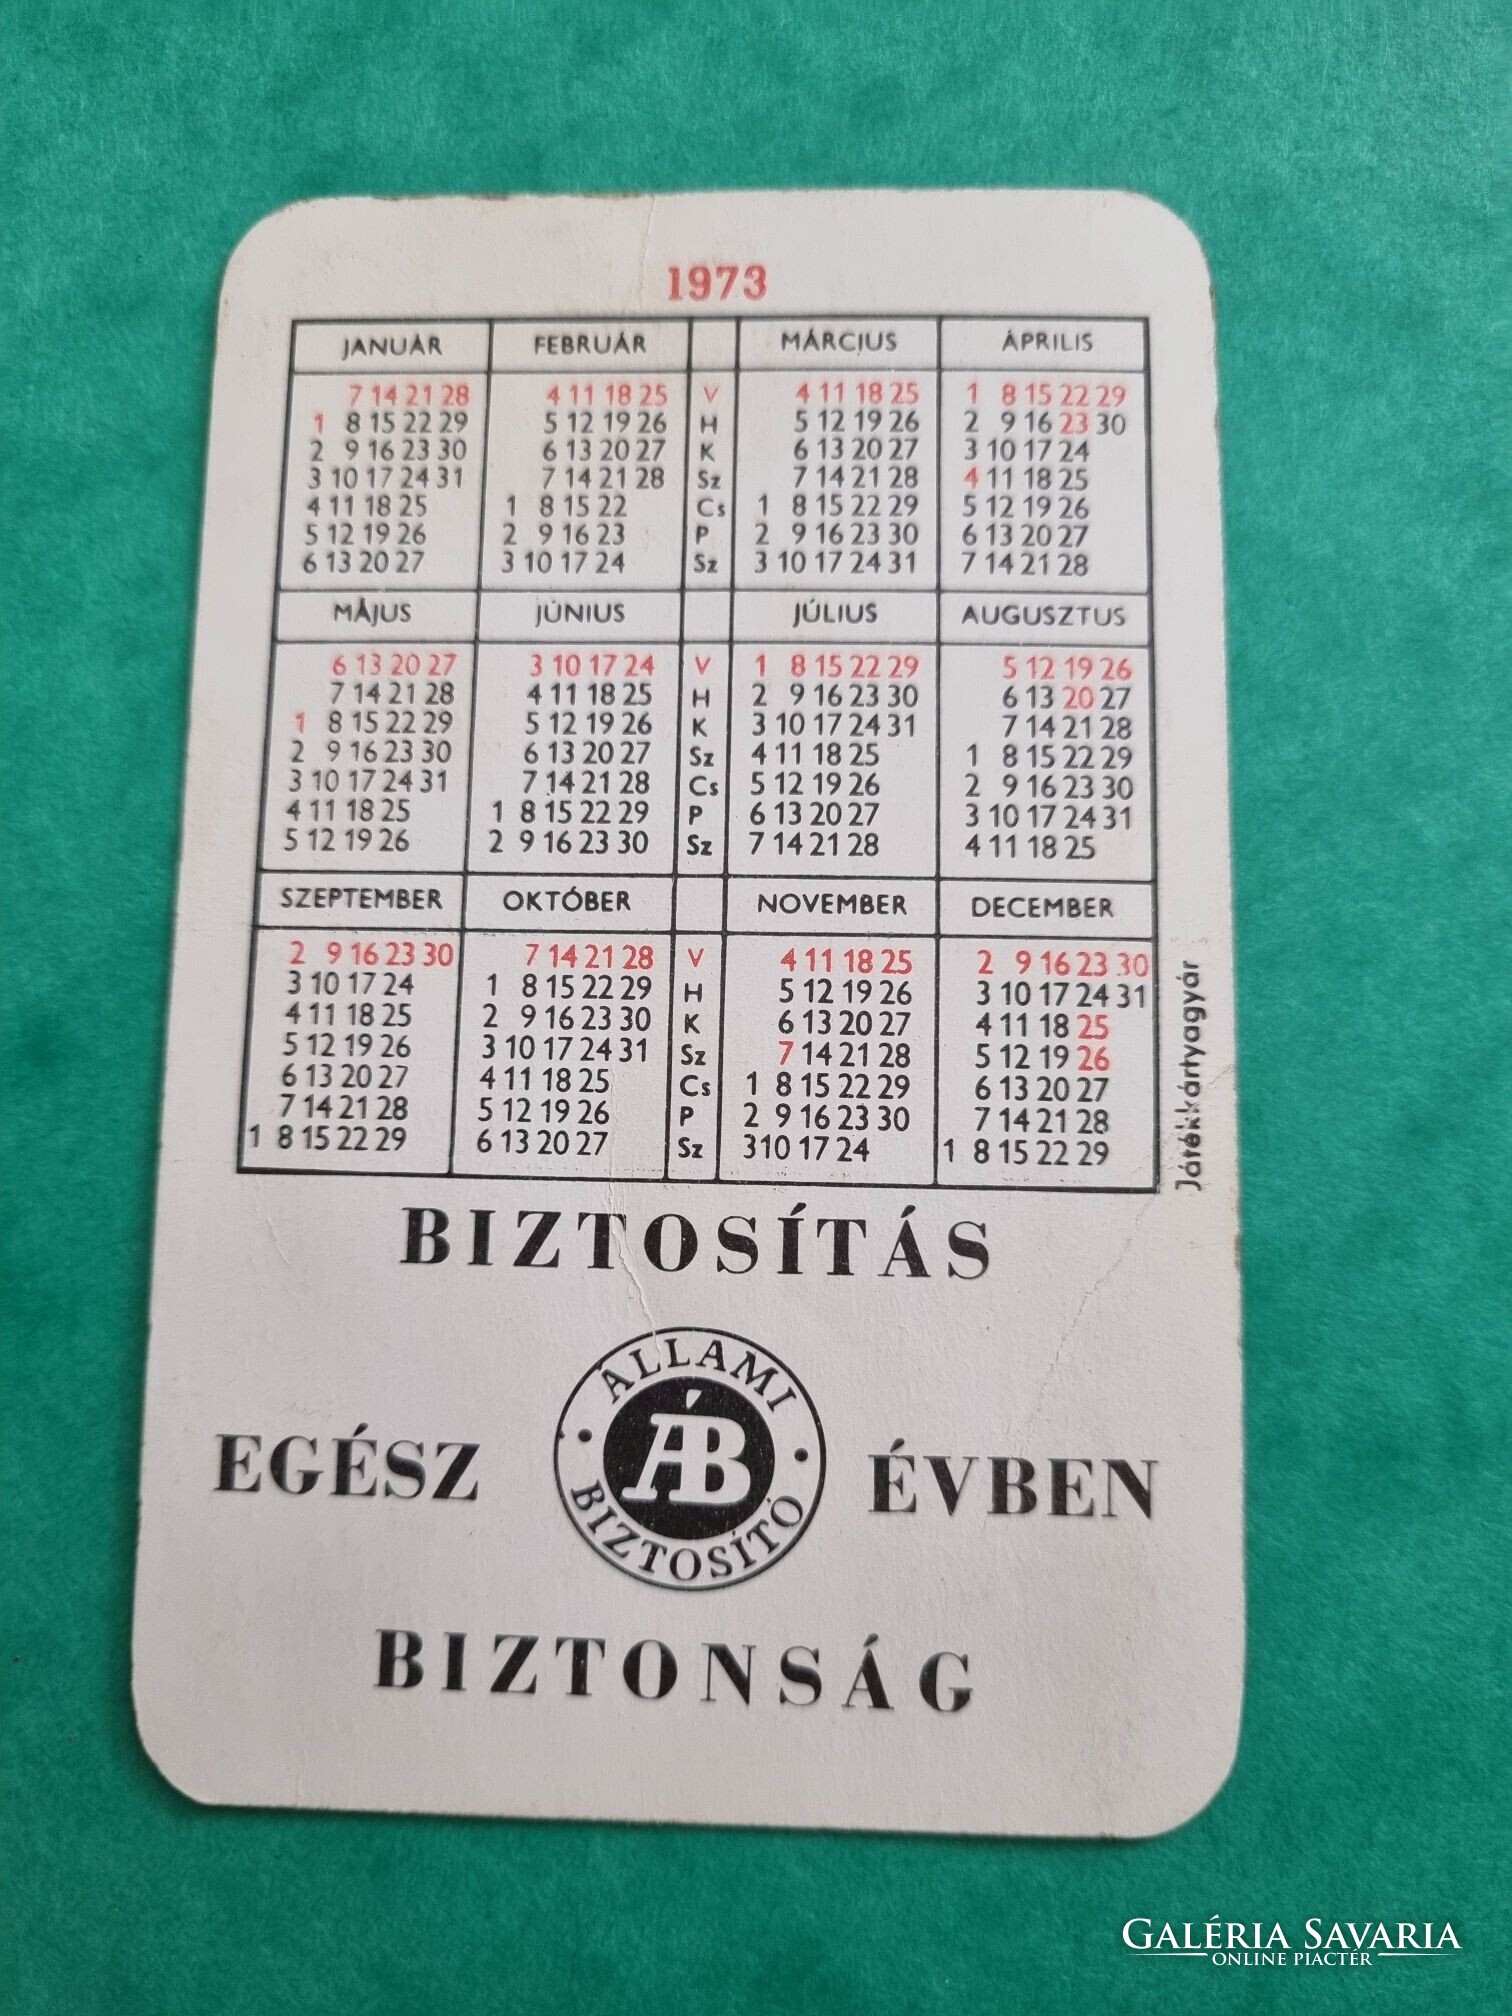 1973
JANUÁR FEBRUÁR MÁRCIUS ÁPRILIS
7 14 21 28 4 11 18 25 V 4 11 18 25 1 8 15 22 29
1 8 15 22 29 5 12 19 26 H 5 12 19 26 2 9 16 23 30
2 9 16 23 30 6 13 20 27 K 6 13 20 27 3 10 17 24
3 10 17 24 31 7 14 21 28 Sz 7 14 21 28 4 11 18 25
4 11 18 25 1 8 15 22 Cs 1 8 15 22 29 5 12 19 26
5 12 19 26 2 9 16 23 P 2 9 16 23 30 6 13 20 27
6 13 20 27 3 10 17 24 Sz 3 10 17 24 31 7 14 21 28
MÁJUS JÚNIUS JÚLIUS AUGUSZTUS
6 13 20 27 3 10 17 24 V 1 8 15 22 29 5 12 19 26
7 14 21 28 4 11 18 25 H 2 9 16 23 30 6 13 20 27
1 8 15 22 29 5 12 19 26 K 3 10 17 24 31 7 14 21 28
2 9 16 23 30 6 13 20 27 Sz 4 11 18 25 1 8 15 22 29
3 10 17 24 31 7 14 21 28 Cs 5 12 19 26 2 9 16 23 30
4 11 18 25 1 8 15 22 29 P 6 13 20 27 3 10 17 24 31
5 12 19 26 2 9 16 23 30 Sz 7 14 21 28 4 11 18 25
SZEPTEMBER OKTÓBER NOVEMBER DECEMBER
2 9 16 23 30 7 14 21 28 V 4 11 18 25 2 9 16 23 30
3 10 17 24 1 8 15 22 29 H 5 12 19 26 3 10 17 24 31
4 11 18 25 2 9 16 23 30 K 6 13 20 27 4 11 18 25
5 12 19 26 3 10 17 24 31 Sz 7 14 21 28 5 12 19 26
6 13 20 27 4 11 18 25 Cs 1 8 15 22 29 6 13 20 27
7 14 21 28 5 12 19 26 P 2 9 16 23 30 7 14 21 28
1 8 15 22 29 6 13 20 27 Sz 3 10 17 24 1 8 15 22 29
Játékkártyagyár
BIZTOSÍTÁS
ÁLLAMI
EGÉSZ ÁB ÉVBEN
BIZTOSÍTÓ
BIZTONSÁG
GALÉRIA SAVARIA
ONLINE PIACTÉR